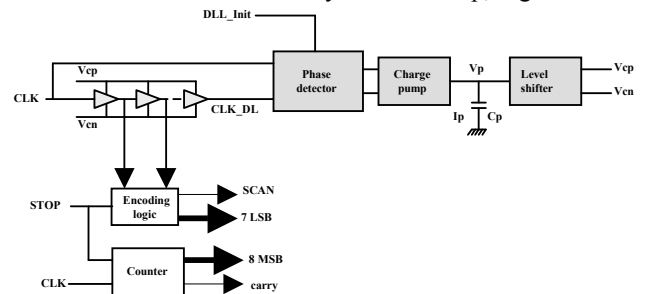 DLL_Init
Vcp
CLK
Vcn
CLK_DL
Phase
detector
Charge
pump
Vp
Ip
Cp
Level
shifter
Vcp
Vcn
STOP
Encoding
logic
SCAN
7 LSB
CLK
Counter
8 MSB
carry